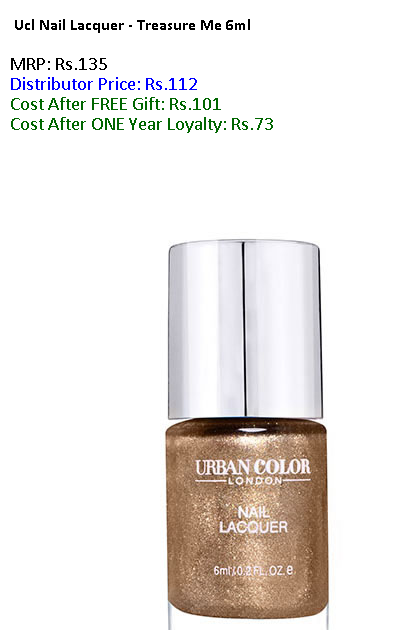 Ucl Nail Lacquer - Treasure Me 6ml
MRP: Rs.135
Distributor Price: Rs.112
Cost After FREE Gift: Rs.101
Cost After ONE Year Loyalty: Rs.73
URBAN COLOR
LONDON
NAIL
LACQUER
6ml/0.2 FL.OZ. e